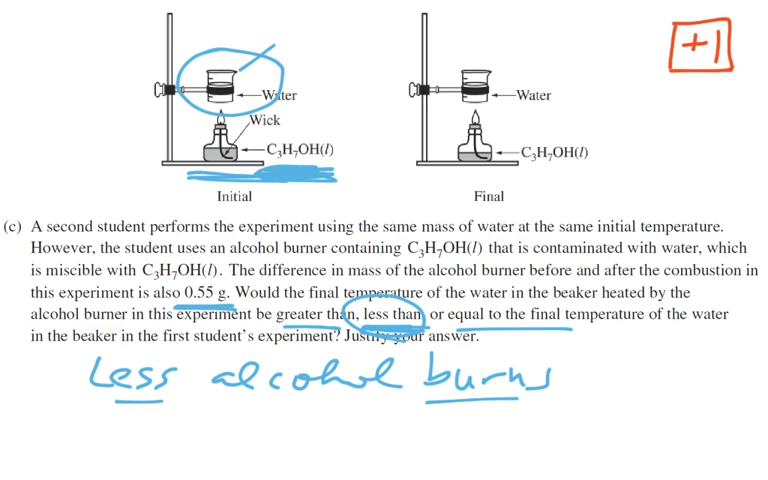 +1
Water
Wick
C₃H₇OH(l)
Initial
Water
C₃H₇OH(l)
Final
(c) A second student performs the experiment using the same mass of water at the same initial temperature.
However, the student uses an alcohol burner containing C₃H₇OH(l) that is contaminated with water, which
is miscible with C₃H₇OH(l). The difference in mass of the alcohol burner before and after the combustion in
this experiment is also 0.55 g. Would the final temperature of the water in the beaker heated by the
alcohol burner in this experiment be greater than, less than, or equal to the final temperature of the water
in the beaker in the first student's experiment? Justify your answer.
Less alcohol burns